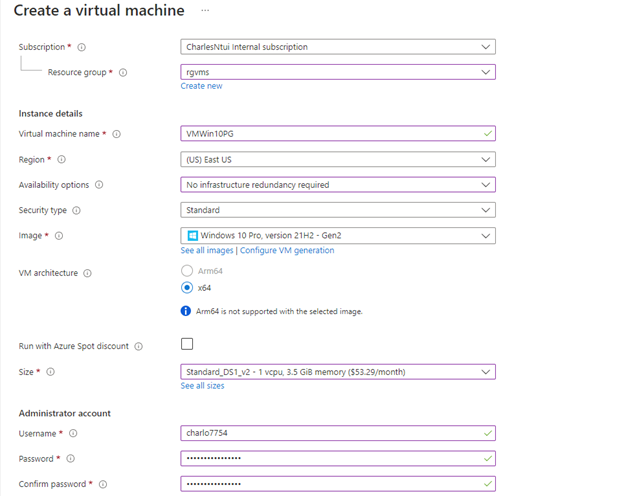 Create a virtual machine ...
Subscription * CharlesNtui Internal subscription
Resource group * rgvms
Create new
Instance details
Virtual machine name * VMWin10PG
Region * (US) East US
Availability options No infrastructure redundancy required
Security type Standard
Image * Windows 10 Pro, version 21H2 - Gen2
See all images | Configure VM generation
VM architecture Arm64
x64
Arm64 is not supported with the selected image.
Run with Azure Spot discount
Size * Standard_DS1_v2 - 1 vcpu, 3.5 GiB memory ($53.29/month)
See all sizes
Administrator account
Username * charlo7754
Password * •••••••••••••••
Confirm password * •••••••••••••••